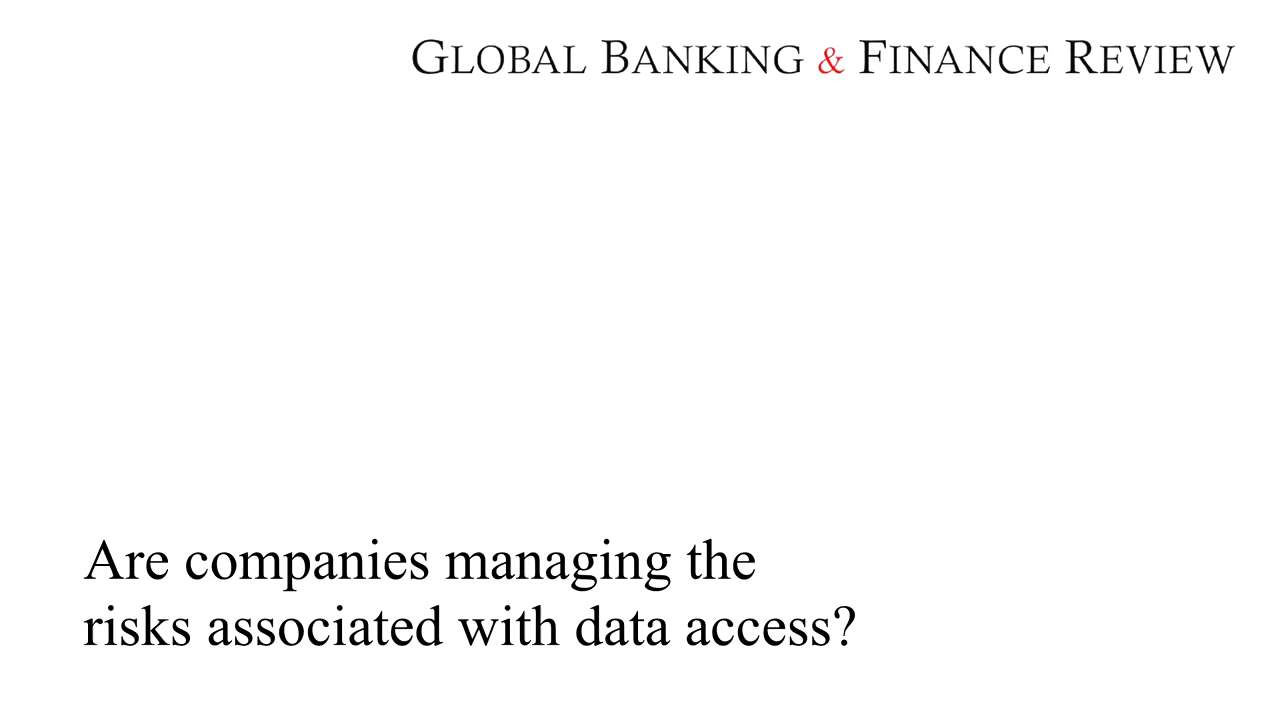 GLOBAL BANKING & FINANCE REVIEW
Are companies managing the
risks associated with data access?